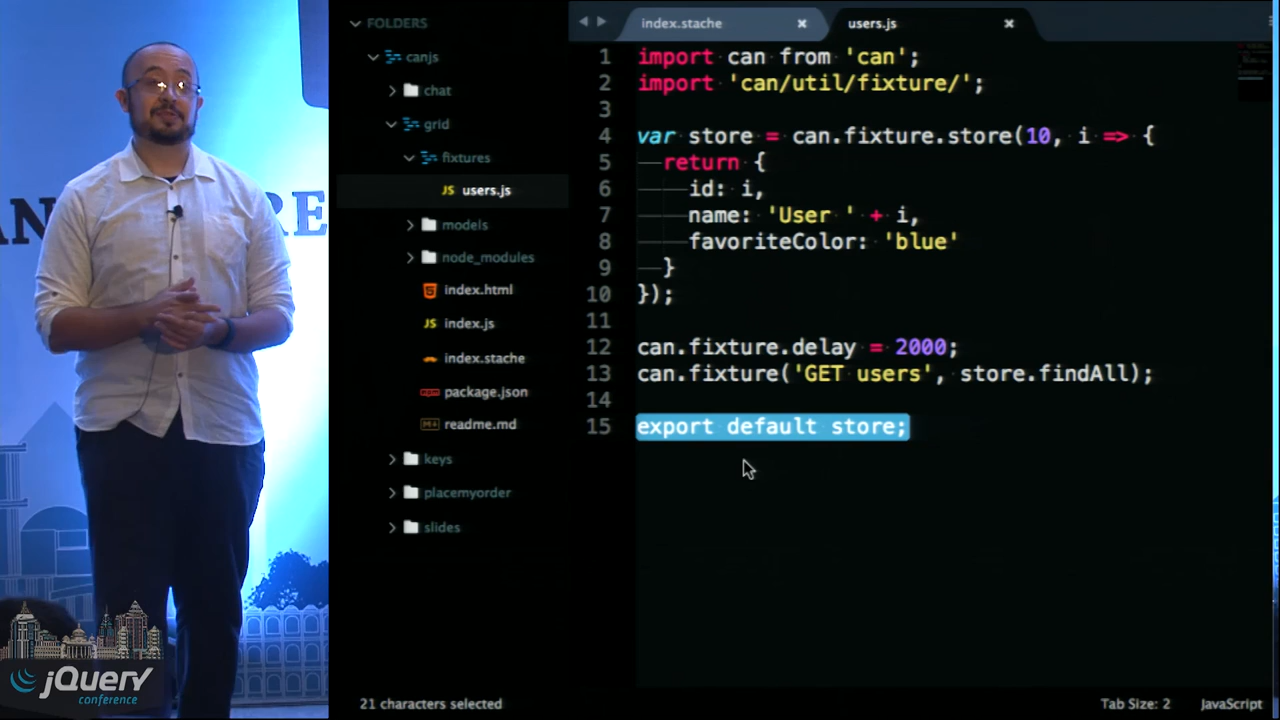 FOLDERS
canjs
chat
grid
fixtures
JS users.js
models
node_modules
index.html
JS index.js
index.stache
package.json
readme.md
keys
placemyorder
slides
21 characters selected
index.stache
users.js
1 import can from 'can';
2 import 'can/util/fixture/';
3
4 var store = can.fixture.store(10, i => {
5 return {
6 id: i,
7 name: 'User ' + i,
8 favoriteColor: 'blue'
9 }
10 });
11
12 can.fixture.delay = 2000;
13 can.fixture('GET users', store.findAll);
14
15 export default store;
Tab Size: 2 JavaScript
jQuery
conference